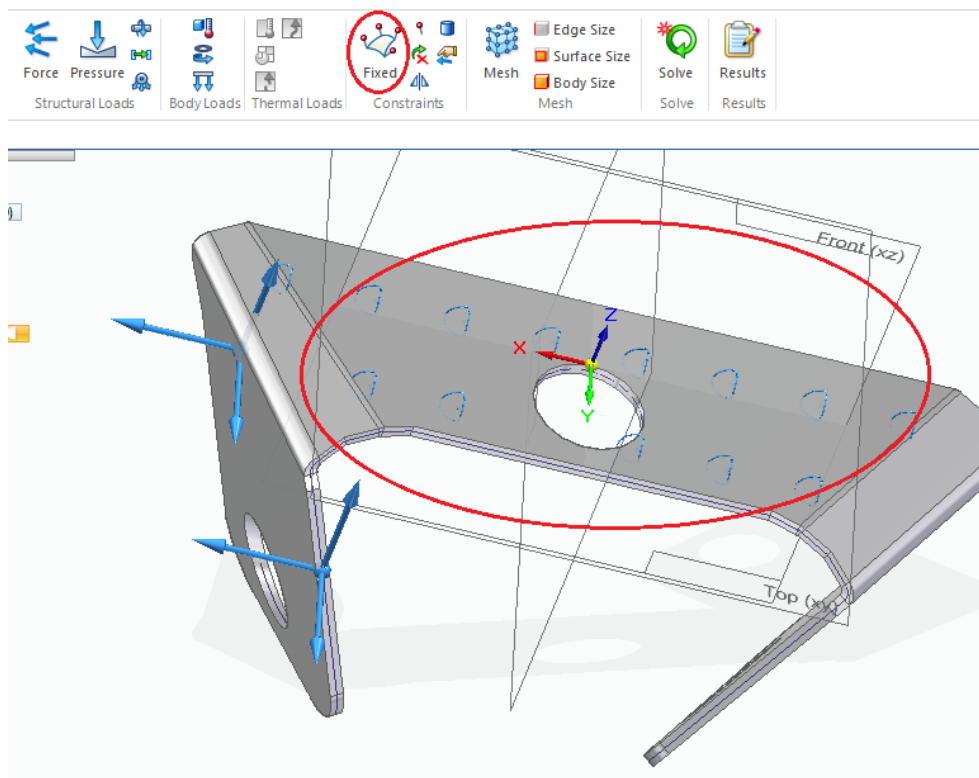 Force Pressure Fixed Mesh Edge Size Solve Results
Surface Size
Body Size
Structural Loads Body Loads Thermal Loads Constraints Mesh Solve Results
Front (xz)
Z
X
Y
Top (xy)